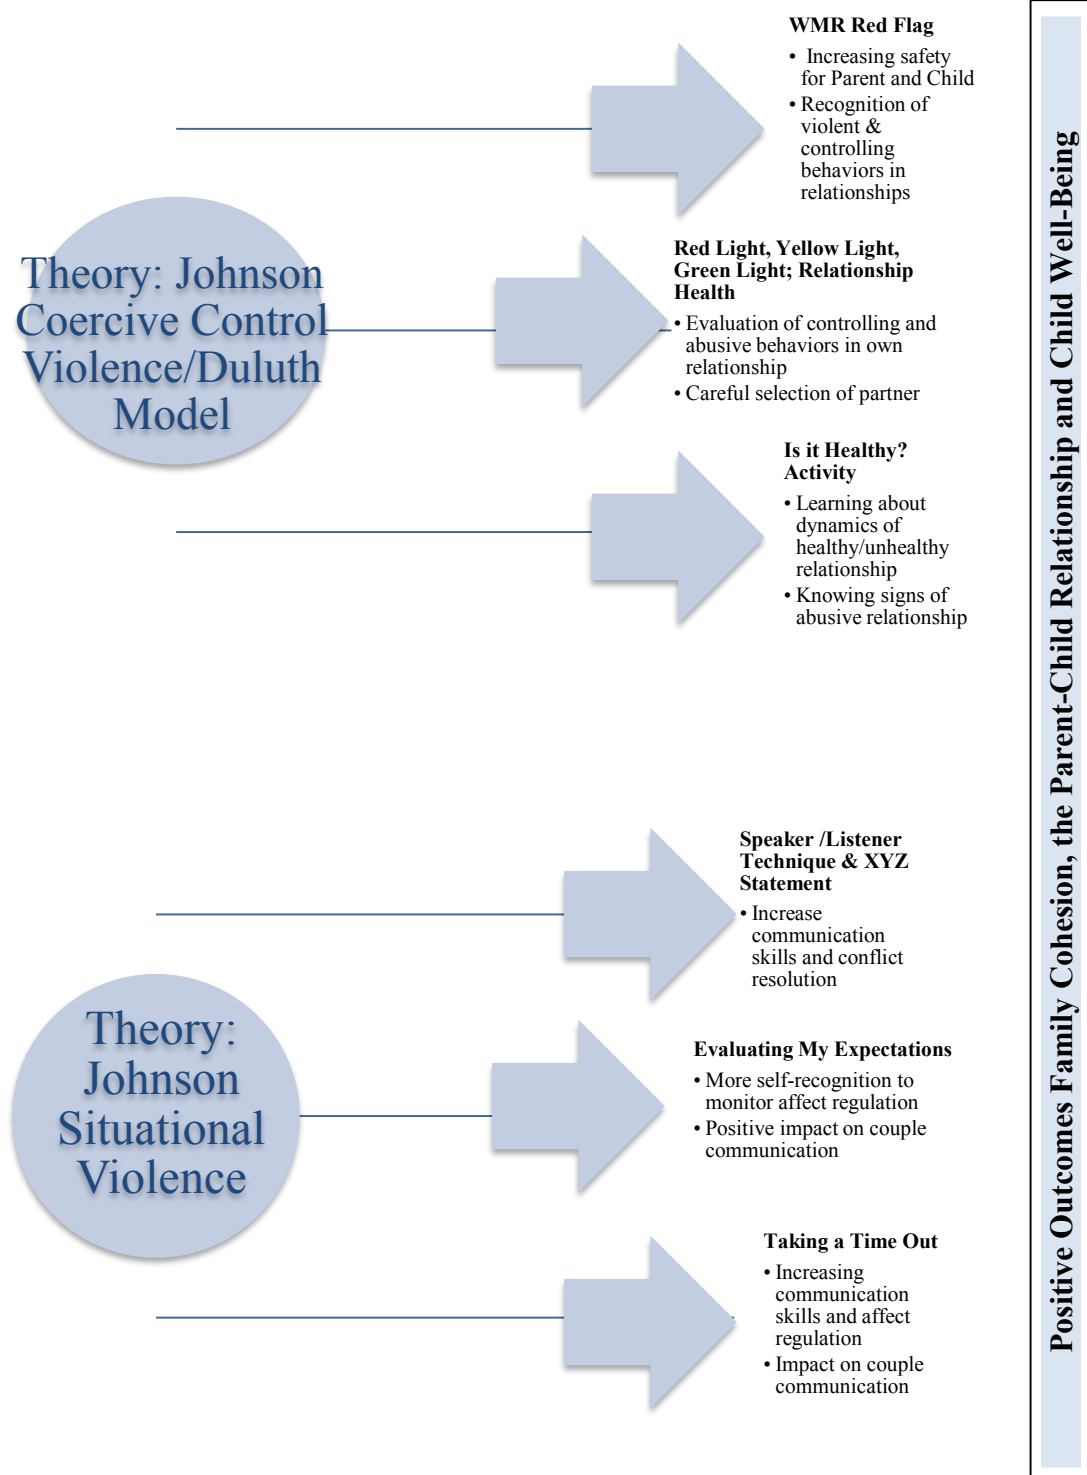 WMR Red Flag
• Increasing safety
for Parent and Child
• Recognition of
violent &
controlling
behaviors in
relationships
Theory: Johnson
Coercive Control
Violence/Duluth
Model
Red Light, Yellow Light,
Green Light; Relationship
Health
• Evaluation of controlling and
abusive behaviors in own
relationship
• Careful selection of partner
Is it Healthy?
Activity
• Learning about
dynamics of
healthy/unhealthy
relationship
• Knowing signs of
abusive relationship
Speaker /Listener
Technique & XYZ
Statement
• Increase
communication
skills and conflict
resolution
Theory:
Johnson
Situational
Violence
Evaluating My Expectations
• More self-recognition to
monitor affect regulation
• Positive impact on couple
communication
Taking a Time Out
• Increasing
communication
skills and affect
regulation
• Impact on couple
communication
Positive Outcomes Family Cohesion, the Parent-Child Relationship and Child Well-Being